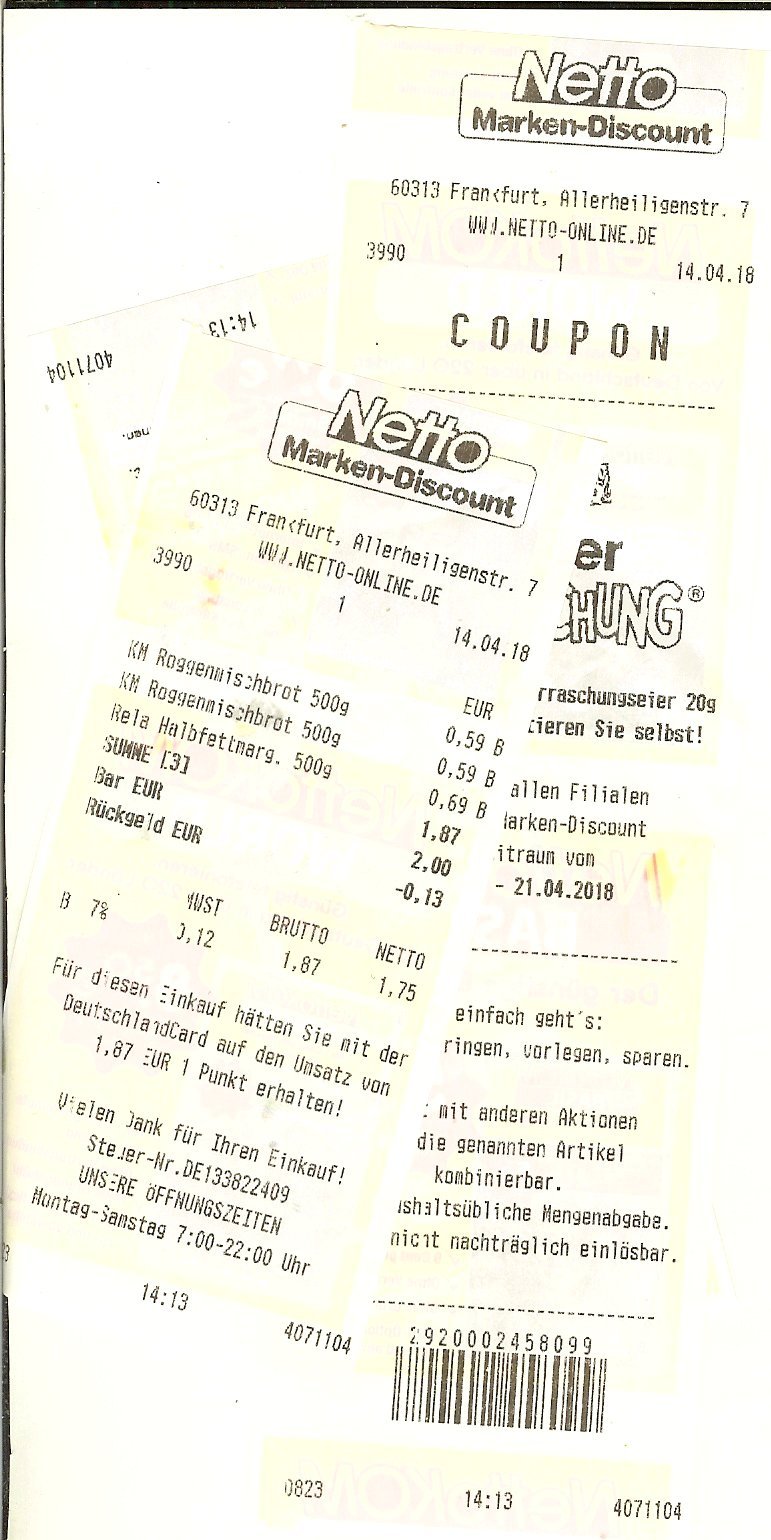 Netto
Marken-Discount
60313 Frankfurt, Allerheiligenstr. 7
WWW.NETTO-ONLINE.DE
3990 1 14.04.18
COUPON
er
CHUNG®
rraschungseier 20g
ieren Sie selbst!
allen Filialen
arken-Discount
itraum vom
- 21.04.2018
einfach geht's:
ringen, vorlegen, sparen.
mit anderen Aktionen
die genannten Artikel
kombinierbar.
ushaltsübliche Mengenabgabe.
nicht nachträglich einlösbar.
2920002458099
0823 14:13 4071104
4071104 14:13
Netto
Marken-Discount
60313 Frankfurt, Allerheiligenstr. 7
WWW.NETTO-ONLINE.DE
3990 1 14.04.18
EUR
KM Roggenmischbrot 500g 0,59 B
KM Roggenmischbrot 500g 0,59 B
Rela Halbfettmarg. 500g 0,69 B
SUMME [3] 1,87
Bar EUR 2,00
Rückgeld EUR -0,13
MWST BRUTTO NETTO
B 7% 0,12 1,87 1,75
Für diesen Einkauf hätten Sie mit der
DeutschlandCard auf den Umsatz von
1,87 EUR 1 Punkt erhalten!
Vielen Dank für Ihren Einkauf!
Steuer-Nr.DE133822409
UNSERE ÖFFNUNGSZEITEN
Montag-Samstag 7:00-22:00 Uhr
14:13 4071104